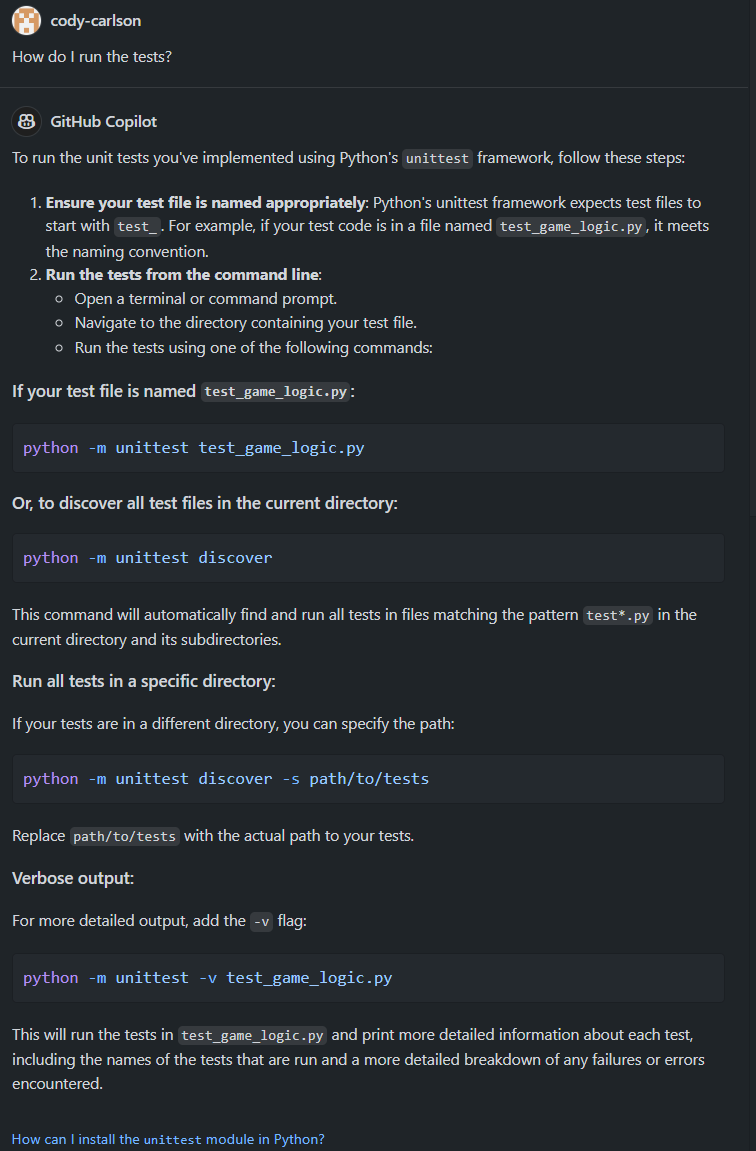 cody-carlson
How do I run the tests?
GitHub Copilot
To run the unit tests you've implemented using Python's unittest framework, follow these steps:
1. Ensure your test file is named appropriately: Python's unittest framework expects test files to
start with test_. For example, if your test code is in a file named test_game_logic.py, it meets
the naming convention.
2. Run the tests from the command line:
◦ Open a terminal or command prompt.
◦ Navigate to the directory containing your test file.
◦ Run the tests using one of the following commands:
If your test file is named test_game_logic.py:
python -m unittest test_game_logic.py
Or, to discover all test files in the current directory:
python -m unittest discover
This command will automatically find and run all tests in files matching the pattern test*.py in the
current directory and its subdirectories.
Run all tests in a specific directory:
If your tests are in a different directory, you can specify the path:
python -m unittest discover -s path/to/tests
Replace path/to/tests with the actual path to your tests.
Verbose output:
For more detailed output, add the -v flag:
python -m unittest -v test_game_logic.py
This will run the tests in test_game_logic.py and print more detailed information about each test,
including the names of the tests that are run and a more detailed breakdown of any failures or errors
encountered.
How can I install the unittest module in Python?